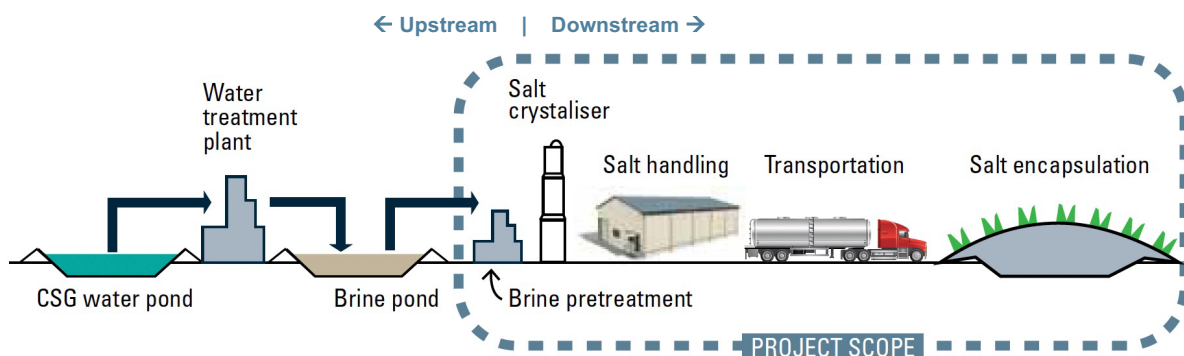 ← Upstream | Downstream →
Water
treatment
plant
Salt
crystaliser
Salt handling
Transportation
Salt encapsulation
CSG water pond
Brine pond
Brine pretreatment
PROJECT SCOPE